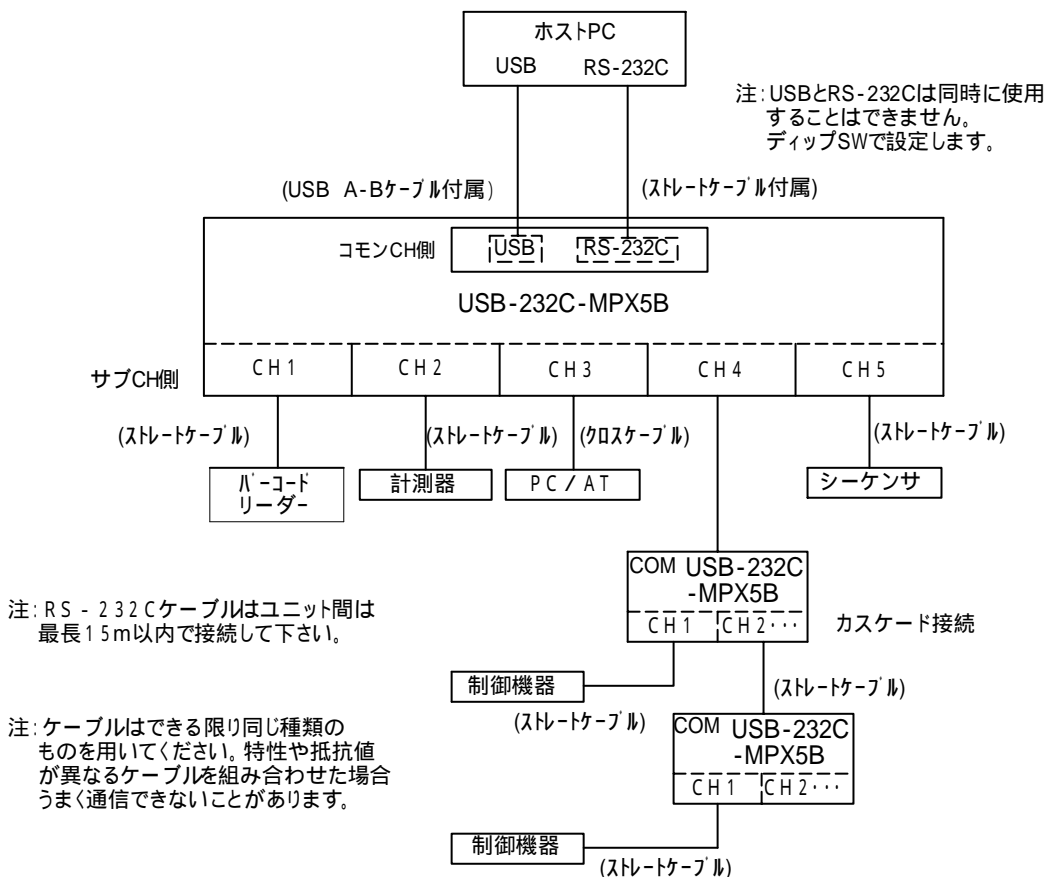 ホストPC
USB RS-232C
注:USBとRS-232Cは同時に使用
することはできません。
ディップSWで設定します。
(USB A-Bケーブル付属)
(ストレートケーブル付属)
コモンCH側
USB
RS-232C
USB-232C-MPX5B
サブCH側
CH1
CH2
CH3
CH4
CH5
(ストレートケーブル)
(ストレートケーブル)
(クロスケーブル)
(ストレートケーブル)
バーコード
リーダー
計測器
PC/AT
シーケンサ
COM USB-232C
-MPX5B
CH1 CH2・・・
カスケード接続
注:RS-232Cケーブルはユニット間は
最長15m以内で接続して下さい。
制御機器
(ストレートケーブル)
(ストレートケーブル)
注:ケーブルはできる限り同じ種類の
ものを用いてください。特性や抵抗値
が異なるケーブルを組み合わせた場合
うまく通信できないことがあります。
COM USB-232C
-MPX5B
CH1 CH2・・・
制御機器
(ストレートケーブル)